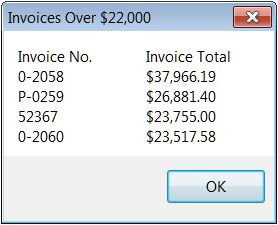 Invoices Over $22,000
Invoice No. Invoice Total
0-2058 $37,966.19
P-0259 $26,881.40
52367 $23,755.00
0-2060 $23,517.58
OK